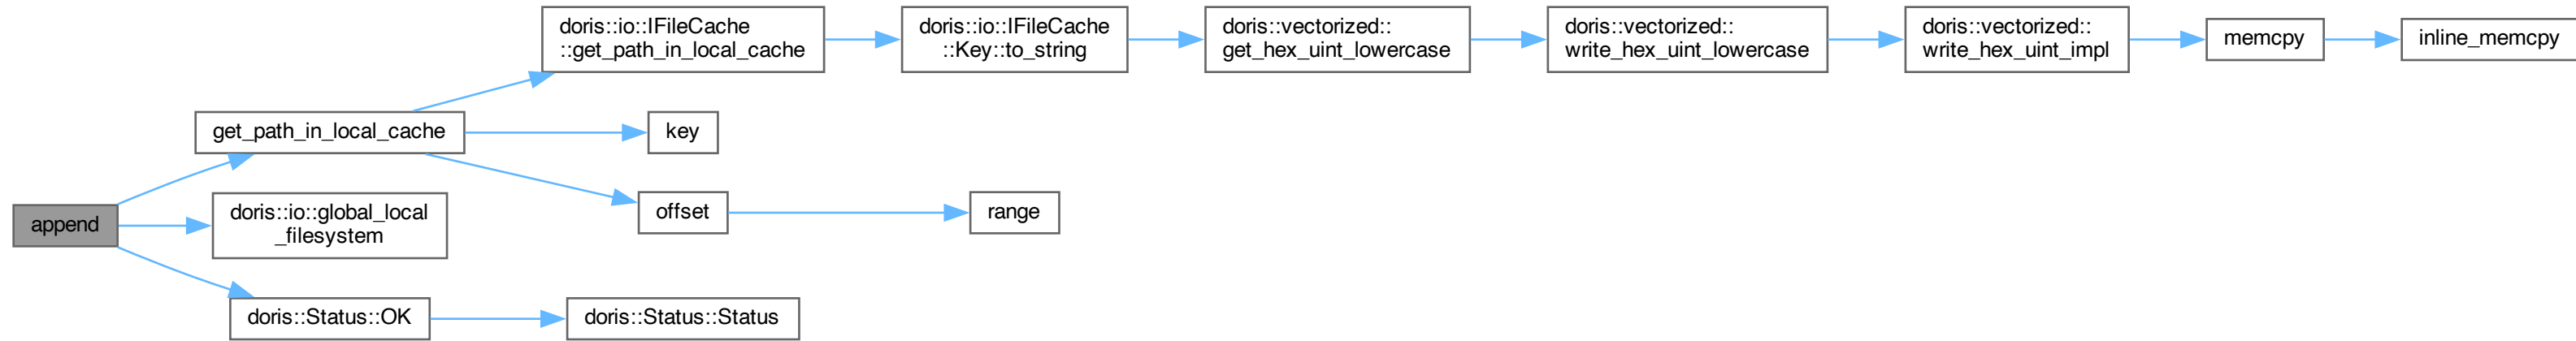 doris::io::IFileCache
::get_path_in_local_cache
doris::io::IFileCache
::Key::to_string
doris::vectorized::
get_hex_uint_lowercase
doris::vectorized::
write_hex_uint_lowercase
doris::vectorized::
write_hex_uint_impl
memcpy
inline_memcpy
get_path_in_local_cache
key
append
doris::io::global_local
_filesystem
offset
range
doris::Status::OK
doris::Status::Status